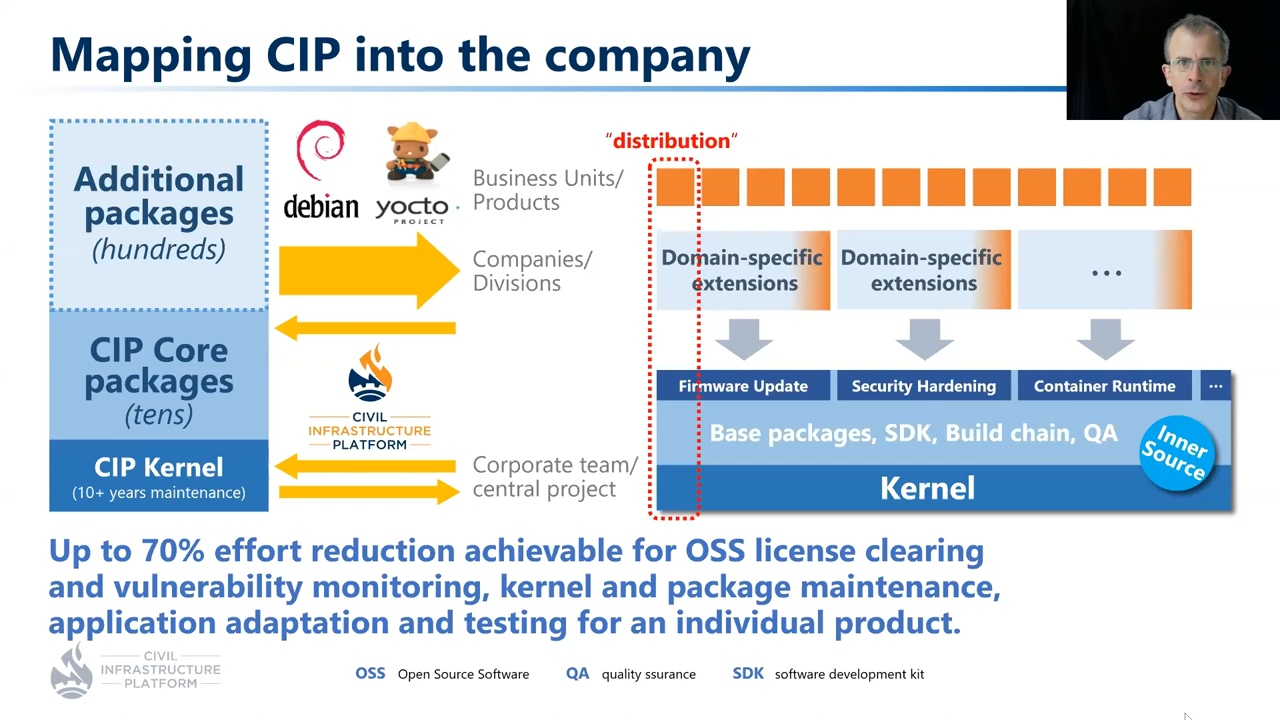 Mapping CIP into the company
Additional
packages
(hundreds)
CIP Core
packages
(tens)
CIP Kernel
(10+ years maintenance)
debian
yocto
PROJECT
CIVIL
INFRASTRUCTURE
PLATFORM
Business Units/
Products
Companies/
Divisions
Corporate team/
central project
"distribution"
Domain-specific
extensions
Domain-specific
extensions
...
Firmware Update
Security Hardening
Container Runtime
...
Base packages, SDK, Build chain, QA
Inner
Source
Kernel
Up to 70% effort reduction achievable for OSS license clearing
and vulnerability monitoring, kernel and package maintenance,
application adaptation and testing for an individual product.
CIVIL
INFRASTRUCTURE
PLATFORM
OSS Open Source Software QA quality ssurance SDK software development kit